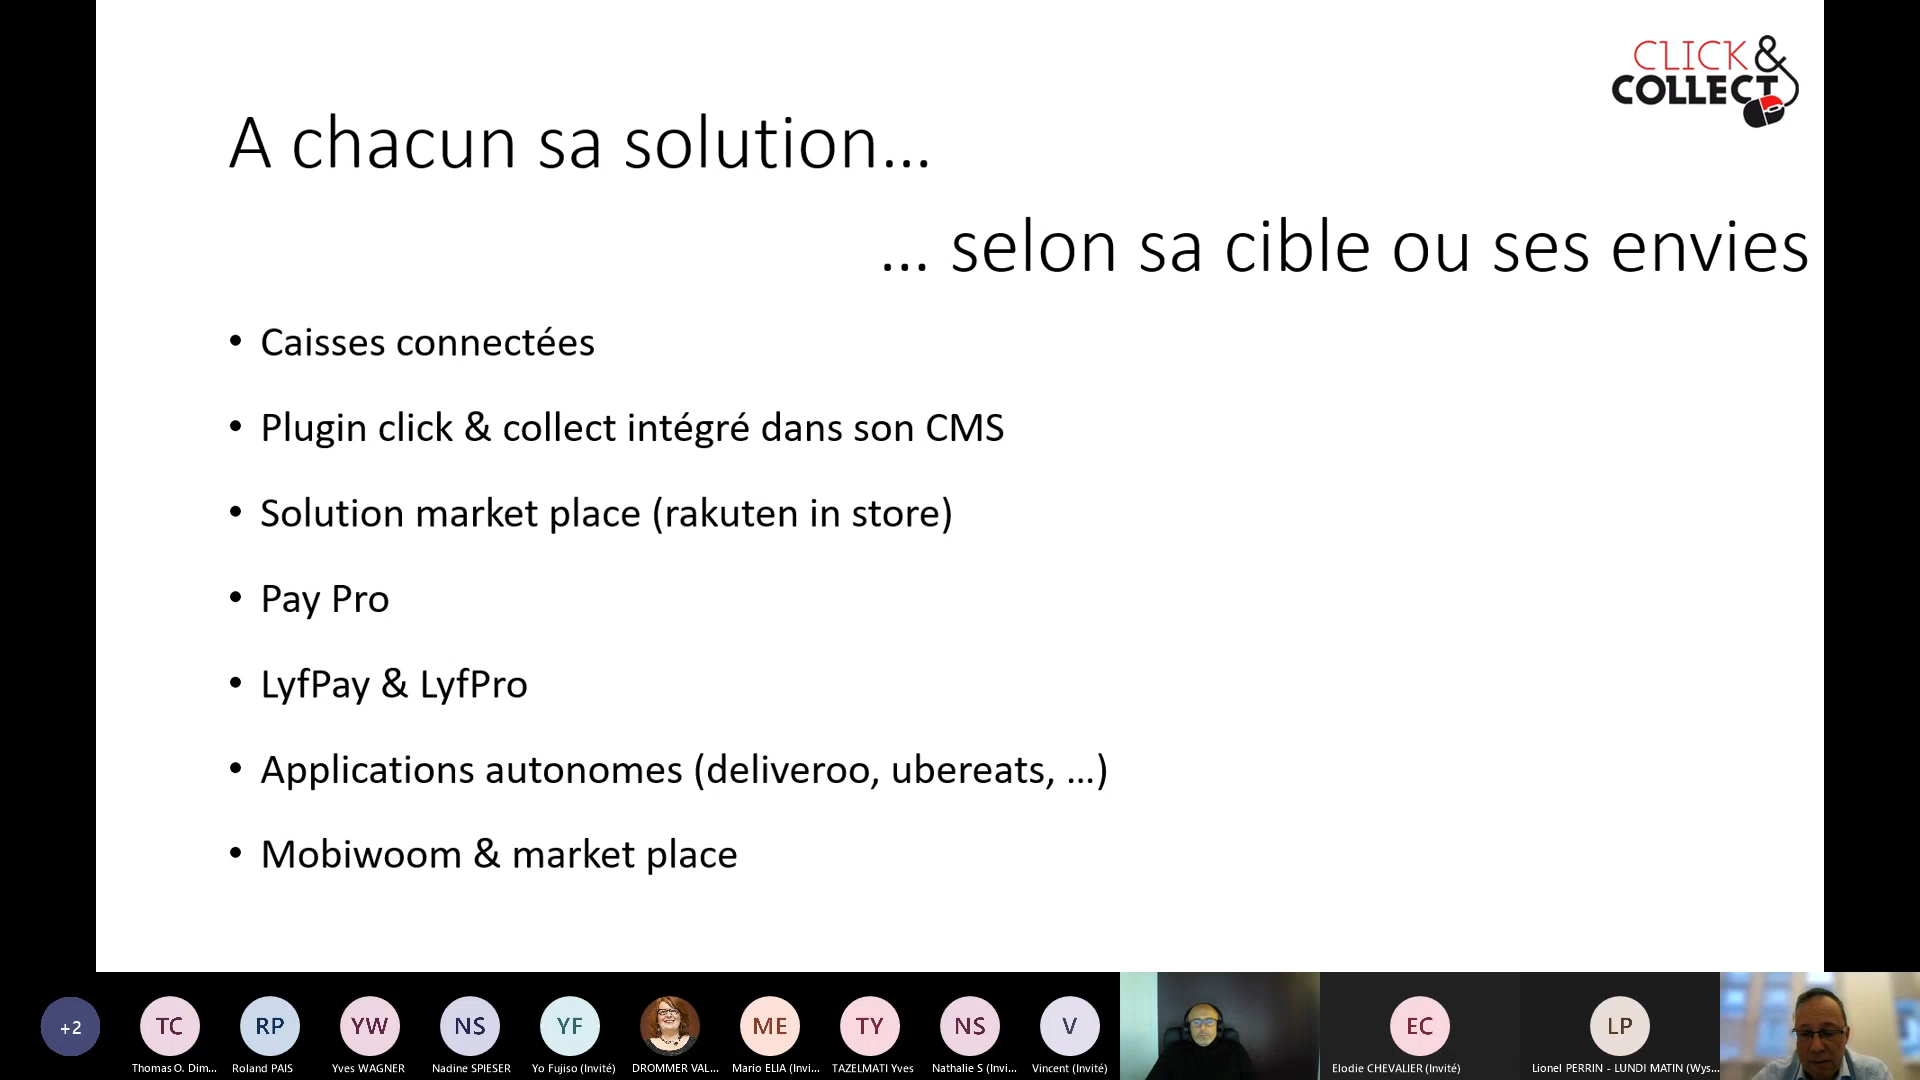 CLICK &
COLLECT
A chacun sa solution...
... selon sa cible ou ses envies
• Caisses connectées
• Plugin click & collect intégré dans son CMS
• Solution market place (rakuten in store)
• Pay Pro
• LyfPay & LyfPro
• Applications autonomes (deliveroo, ubereats, ...)
• Mobiwoom & market place
+2
TC
RP
YW
NS
YF
ME
TY
NS
V
EC
LP
Thomas O. Dim...
Roland PAIS
Yves WAGNER
Nadine SPIESER
Yo Fujiso (Invité)
DROMMER VAL...
Mario ELIA (Invi...
TAZELMATI Yves
Nathalie S (Invi...
Vincent (Invité)
Elodie CHEVALIER (Invité)
Lionel PERRIN - LUNDI MATIN (Wys...